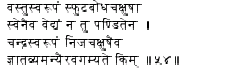 वस्तुस्वरूपं स्फुटबोधचक्षुषा
स्वेनैव वेद्यं न तु पण्डितेन ।
चन्द्रस्वरूपं निजचक्षुषैव
ज्ञातव्यमन्यैरवगम्यते किम् ॥ ५४॥